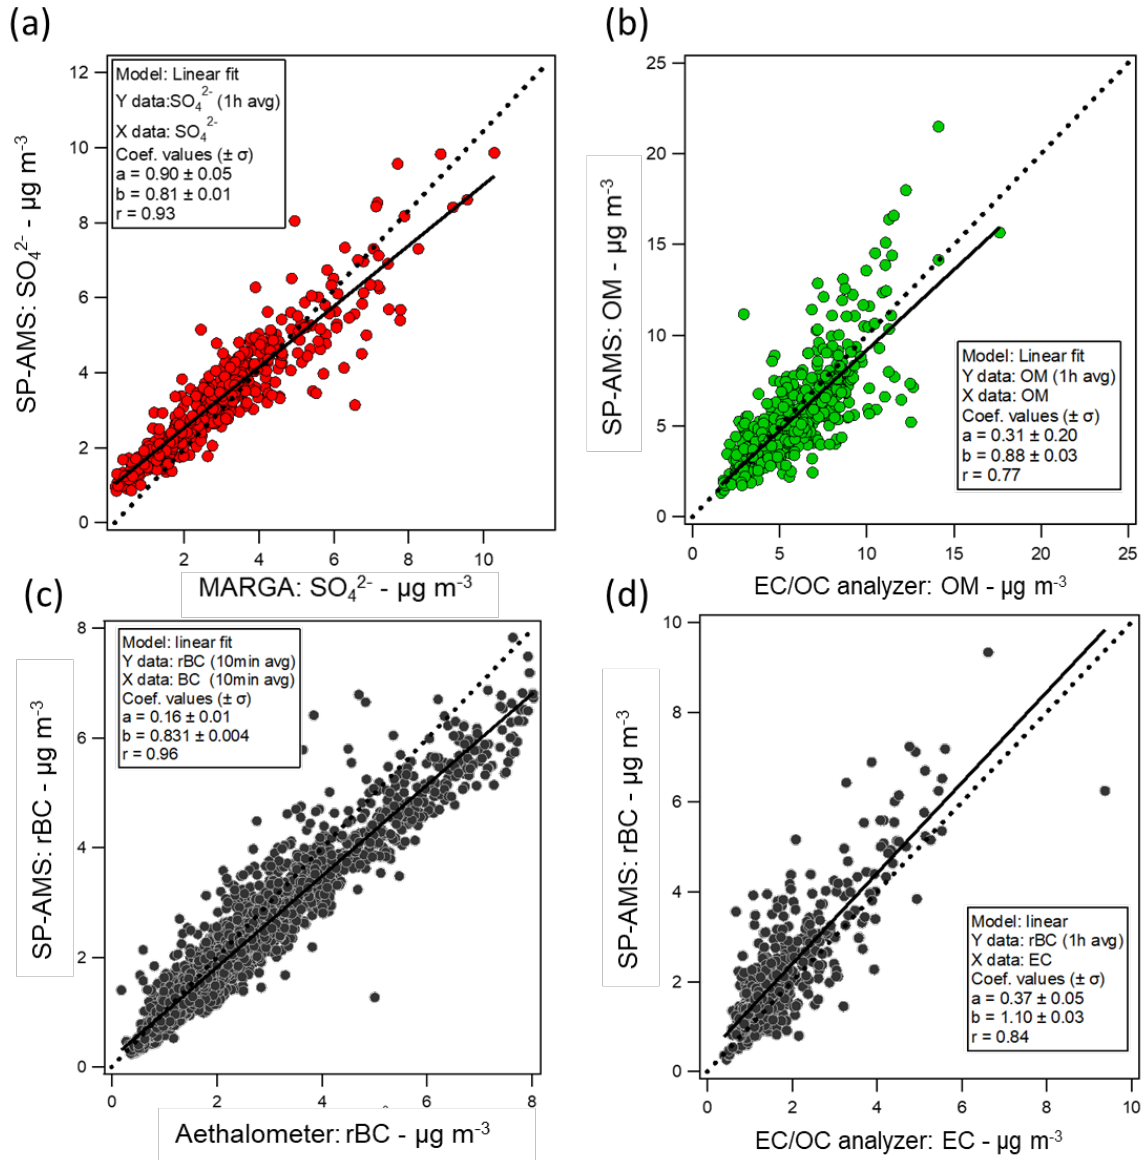 (a)
12
10
8
6
4
2
0
SP-AMS: SO₄²⁻ - µg m⁻³
Model: Linear fit
Y data:SO₄²⁻ (1h avg)
X data: SO₄²⁻
Coef. values (± σ)
a = 0.90 ± 0.05
b = 0.81 ± 0.01
r = 0.93
2 4 6 8 10
MARGA: SO₄²⁻ - µg m⁻³
(b)
25
20
15
10
5
0
SP-AMS: OM - µg m⁻³
Model: Linear fit
Y data: OM (1h avg)
X data: OM
Coef. values (± σ)
a = 0.31 ± 0.20
b = 0.88 ± 0.03
r = 0.77
0 5 10 15 20 25
EC/OC analyzer: OM - µg m⁻³
(c)
8
6
4
2
0
SP-AMS: rBC - µg m⁻³
Model: linear fit
Y data: rBC (10min avg)
X data: BC (10min avg)
Coef. values (± σ)
a = 0.16 ± 0.01
b = 0.831 ± 0.004
r = 0.96
0 2 4 6 8
Aethalometer: rBC - µg m⁻³
(d)
10
8
6
4
2
0
SP-AMS: rBC - µg m⁻³
Model: linear
Y data: rBC (1h avg)
X data: EC
Coef. values (± σ)
a = 0.37 ± 0.05
b = 1.10 ± 0.03
r = 0.84
0 2 4 6 8 10
EC/OC analyzer: EC - µg m⁻³